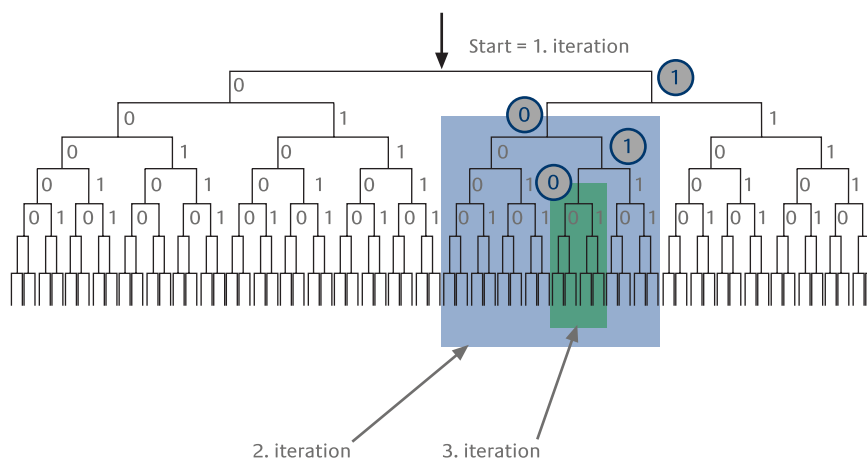 Start = 1. iteration
0 1
0 1 0 1
0 1 0 1 0 1 0 1
0 1 0 1 0 1 0 1 0 1 0 1 0 1 0 1
0 1 0 1 0 1 0 1 0 1 0 1 0 1 0 1 0 1 0 1 0 1 0 1 0 1 0 1 0 1 0 1
2. iteration
3. iteration